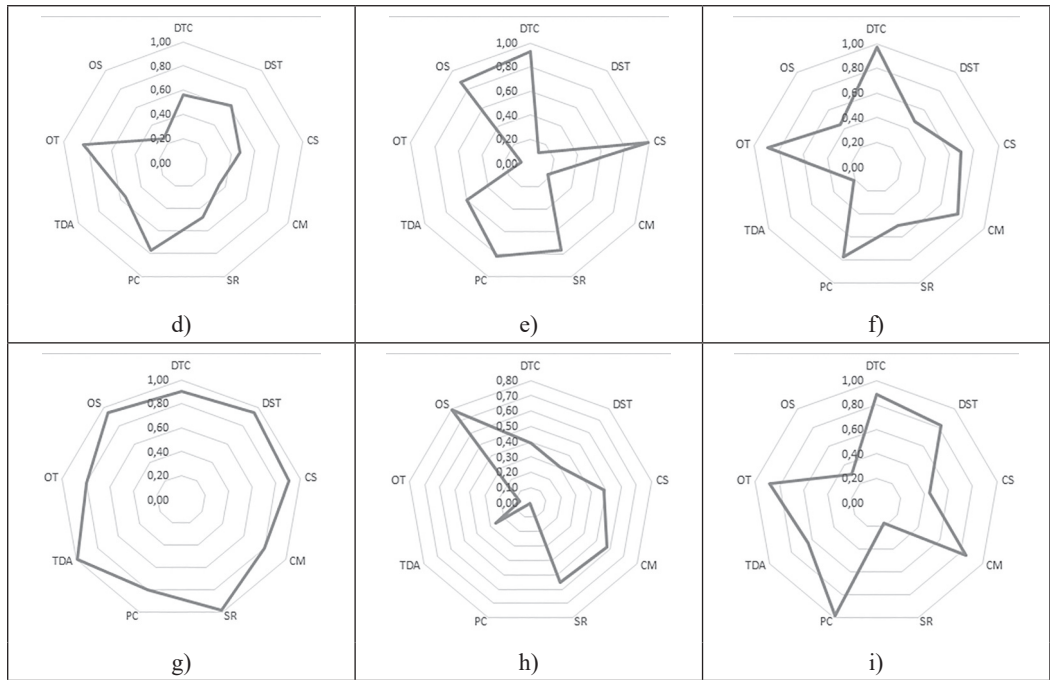 DTC
1,00
OS
DST
0,80
0,60
0,40
OT
0,20
CS
0,00
TDA
CM
PC
SR
d)
DTC
1,00
OS
DST
0,80
0,60
0,40
OT
0,20
CS
0,00
TDA
CM
PC
SR
e)
DTC
1,00
OS
DST
0,80
0,60
0,40
OT
0,20
CS
0,00
TDA
CM
PC
SR
f)
DTC
1,00
OS
DST
0,80
0,60
0,40
OT
0,20
CS
0,00
TDA
CM
PC
SR
g)
DTC
0,80
OS
DST
0,70
0,60
0,50
0,40
0,30
OT
0,20
CS
0,10
0,00
TDA
CM
PC
SR
h)
DTC
1,00
OS
DST
0,80
0,60
0,40
OT
0,20
CS
0,00
TDA
CM
PC
SR
i)